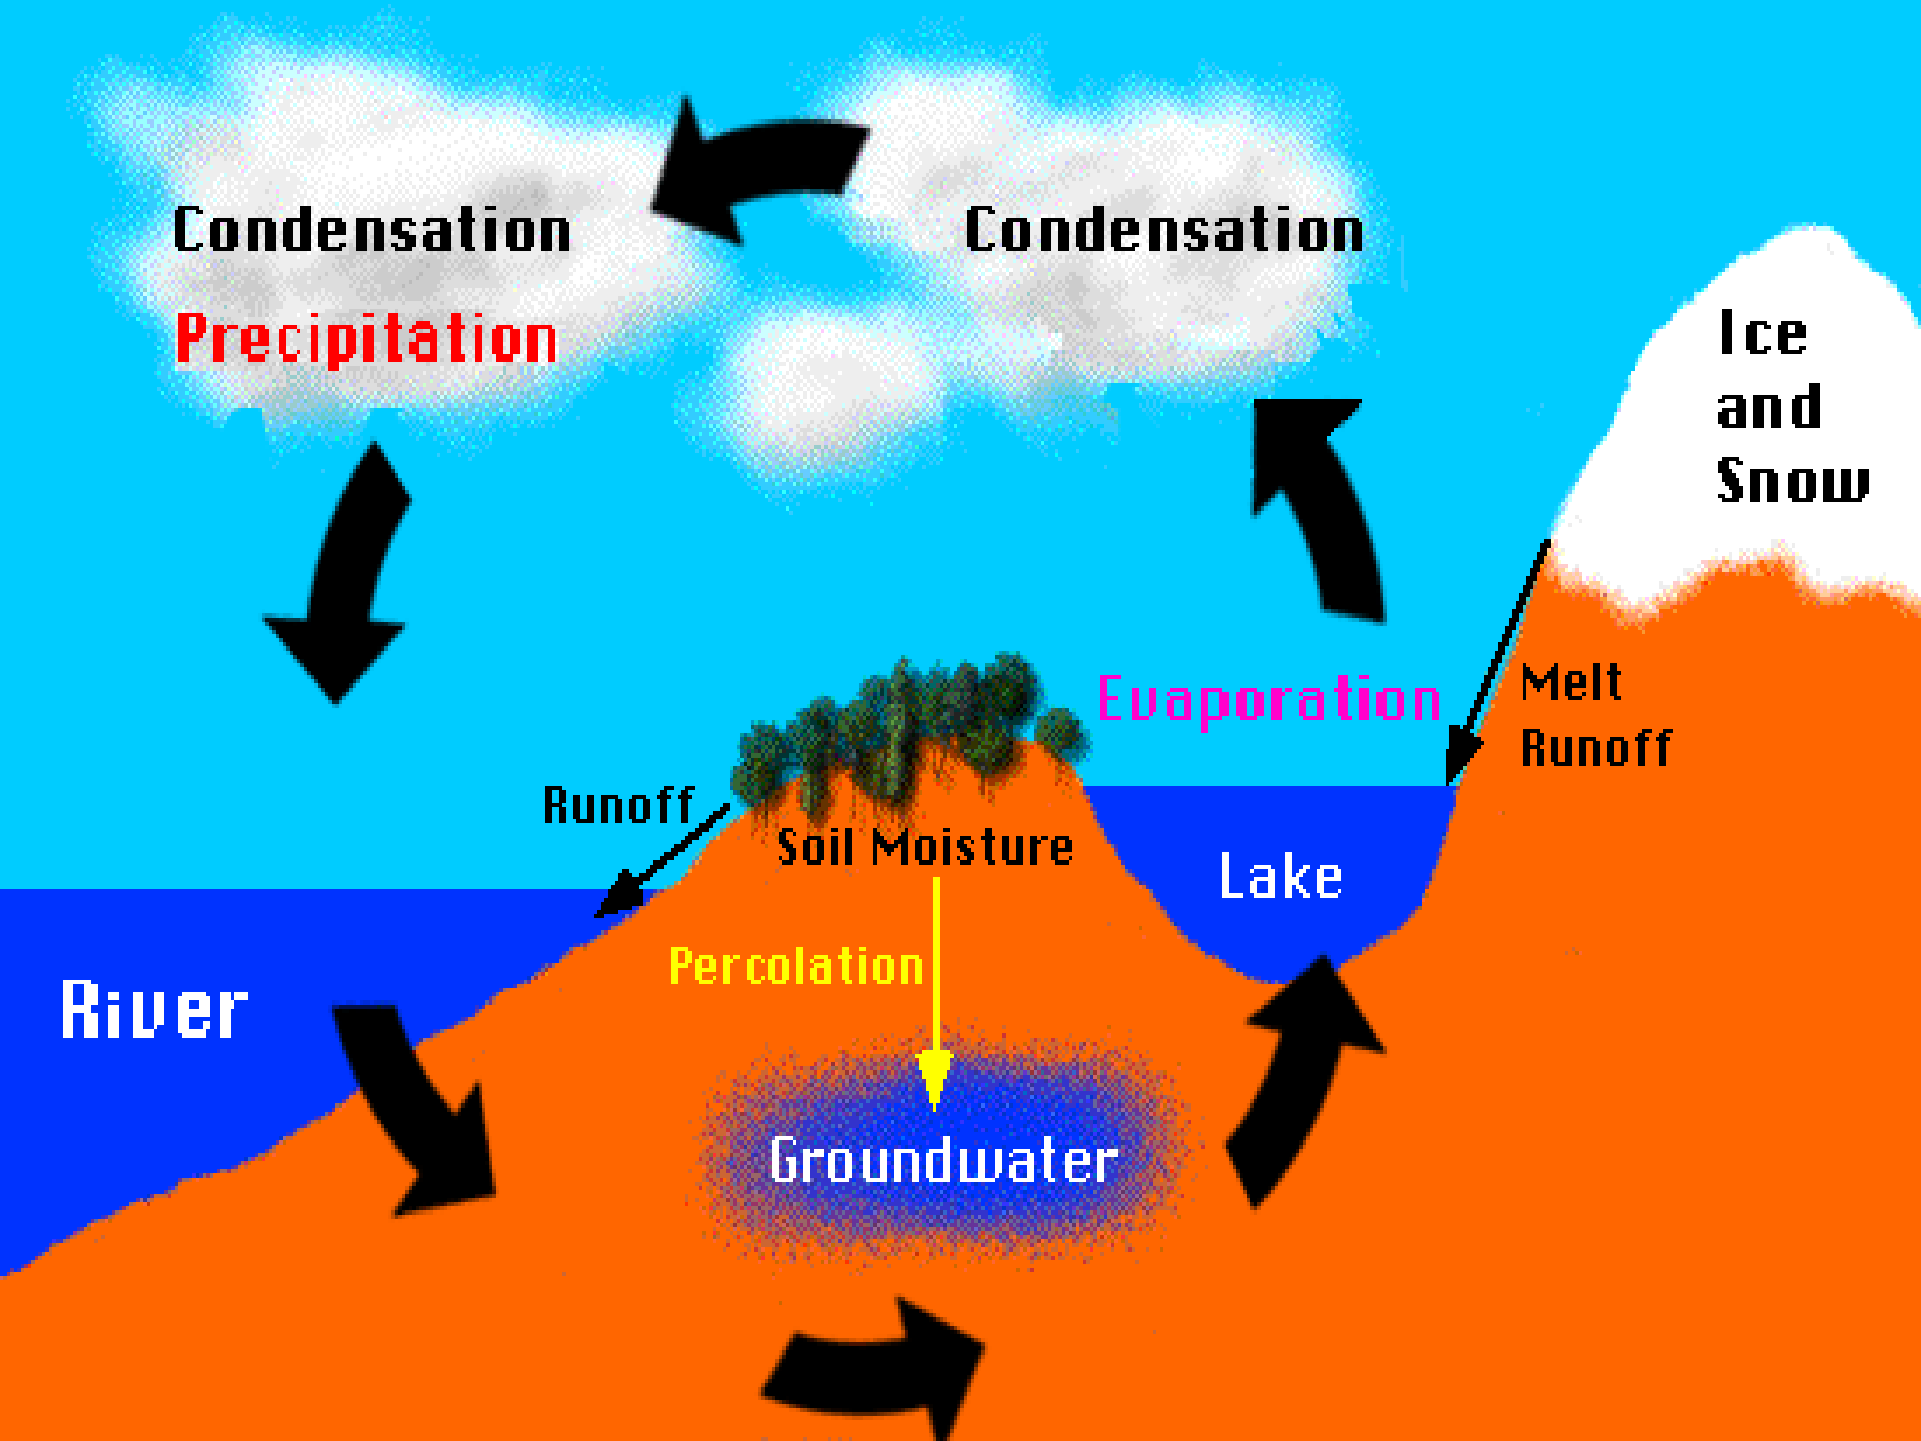 Condensation
Condensation
Precipitation
Ice
and
Snow
Evaporation
Melt
Runoff
Runoff
Soil Moisture
Lake
Percolation
River
Groundwater